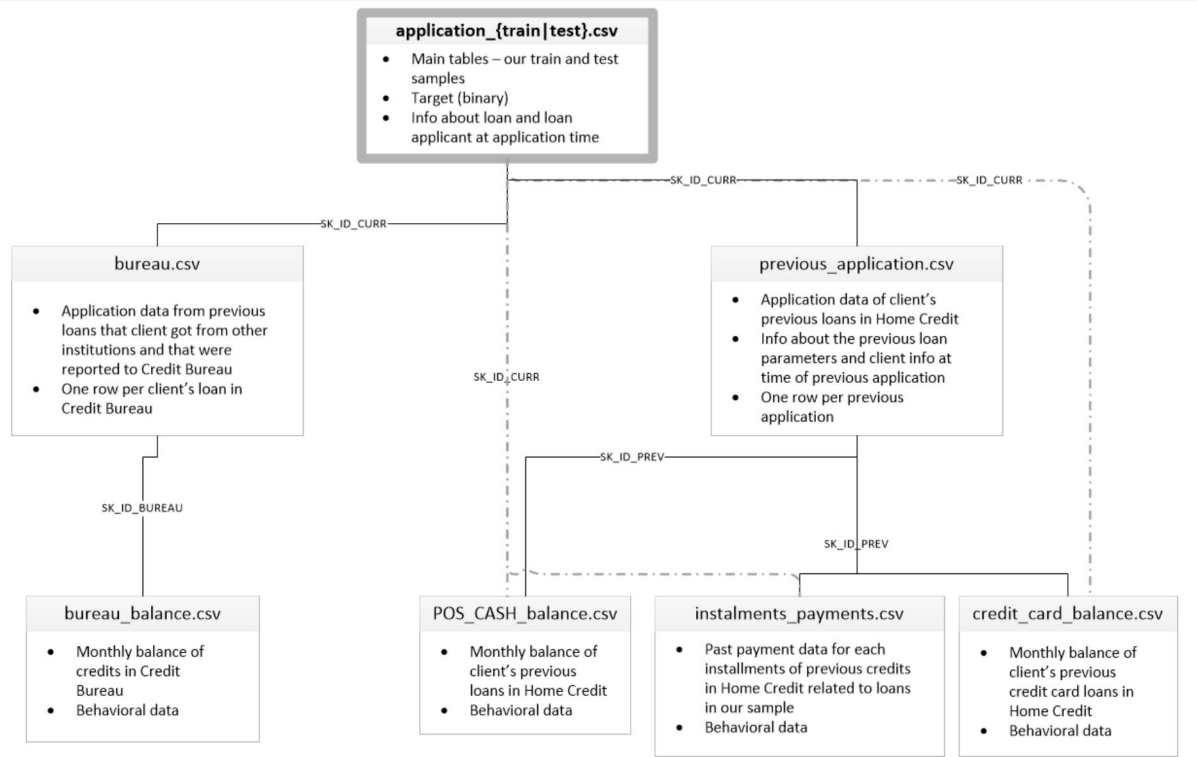 application_{train|test}.csv
• Main tables – our train and test
samples
• Target (binary)
• Info about loan and loan
applicant at application time
SK_ID_CURR
SK_ID_CURR
SK_ID_CURR
bureau.csv
• Application data from previous
loans that client got from other
institutions and that were
reported to Credit Bureau
• One row per client's loan in
Credit Bureau
previous_application.csv
• Application data of client's
previous loans in Home Credit
• Info about the previous loan
parameters and client info at
time of previous application
• One row per previous
application
SK_ID_CURR
SK_ID_PREV
SK_ID_BUREAU
SK_ID_PREV
bureau_balance.csv
• Monthly balance of
credits in Credit
Bureau
• Behavioral data
POS_CASH_balance.csv
• Monthly balance of
client's previous
loans in Home Credit
• Behavioral data
instalments_payments.csv
• Past payment data for each
installments of previous credits
in Home Credit related to loans
in our sample
• Behavioral data
credit_card_balance.csv
• Monthly balance of
client's previous
credit card loans in
Home Credit
• Behavioral data